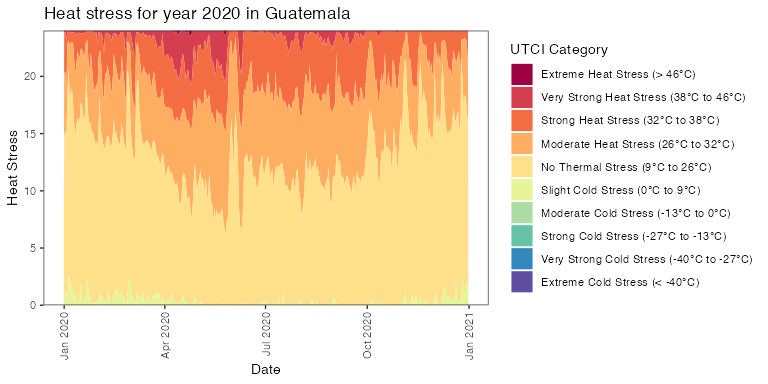 Heat stress for year 2020 in Guatemala
Heat Stress
20
15
10
5
0
Jan 2020
Apr 2020
Jul 2020
Oct 2020
Jan 2021
Date
UTCI Category
Extreme Heat Stress (> 46°C)
Very Strong Heat Stress (38°C to 46°C)
Strong Heat Stress (32°C to 38°C)
Moderate Heat Stress (26°C to 32°C)
No Thermal Stress (9°C to 26°C)
Slight Cold Stress (0°C to 9°C)
Moderate Cold Stress (-13°C to 0°C)
Strong Cold Stress (-27°C to -13°C)
Very Strong Cold Stress (-40°C to -27°C)
Extreme Cold Stress (< -40°C)